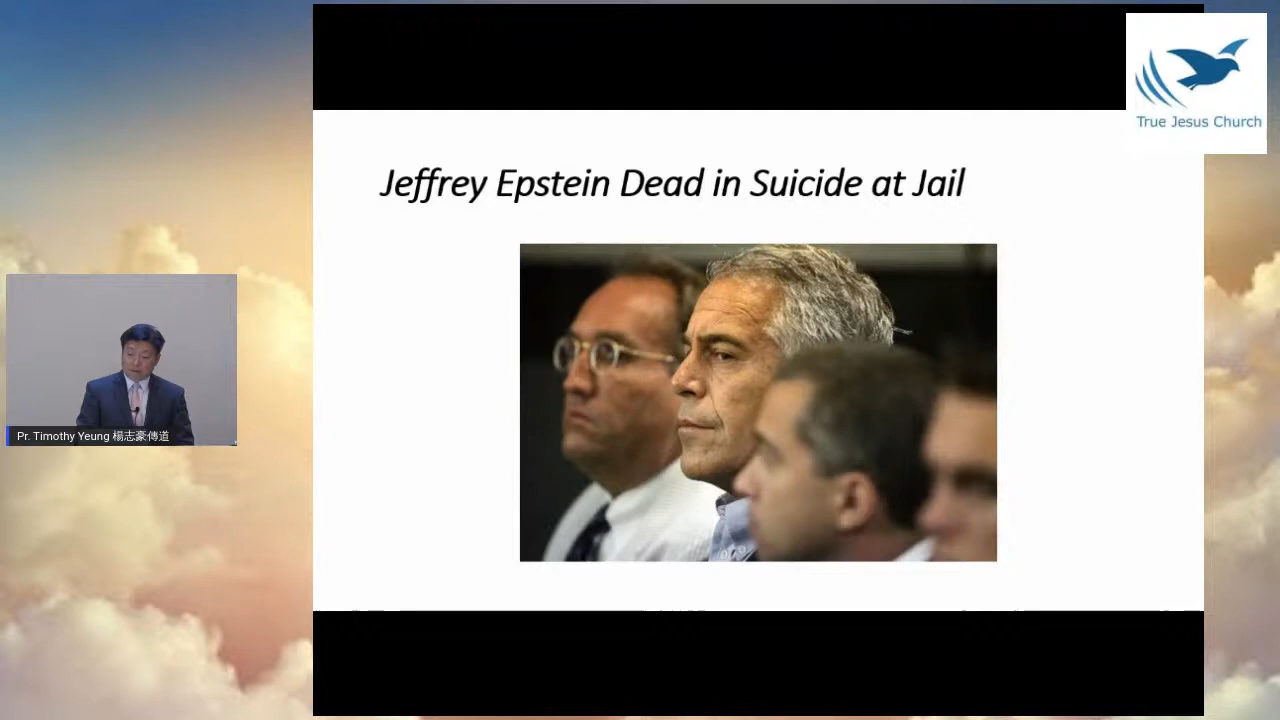 True Jesus Church
Jeffrey Epstein Dead in Suicide at Jail
Pr. Timothy Yeung 楊志豪傳道